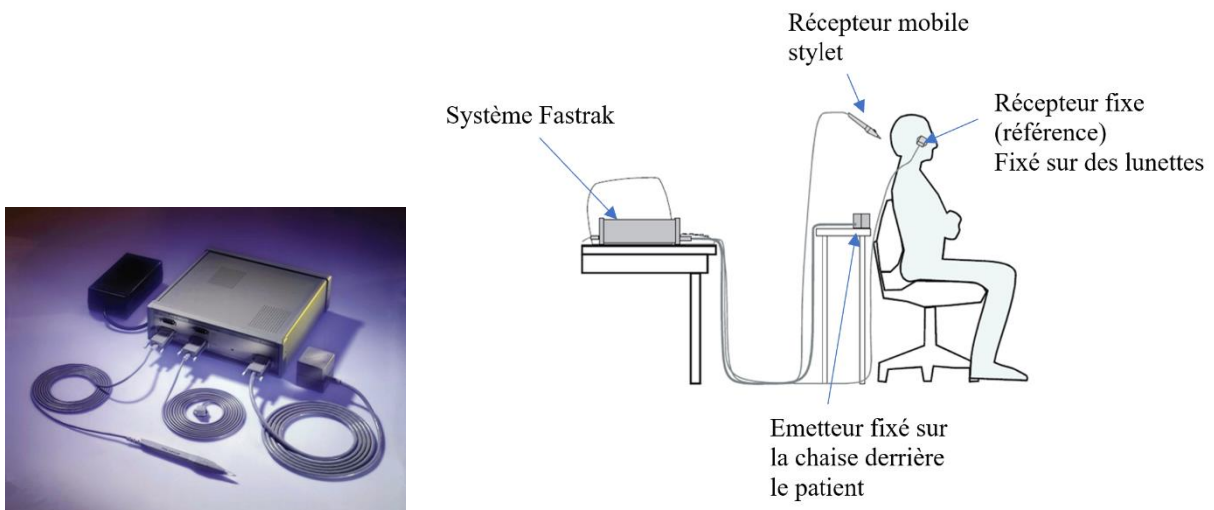 Récepteur mobile
stylet
Système Fastrak
Récepteur fixe
(référence)
Fixé sur des lunettes
Emetteur fixé sur
la chaise derrière
le patient